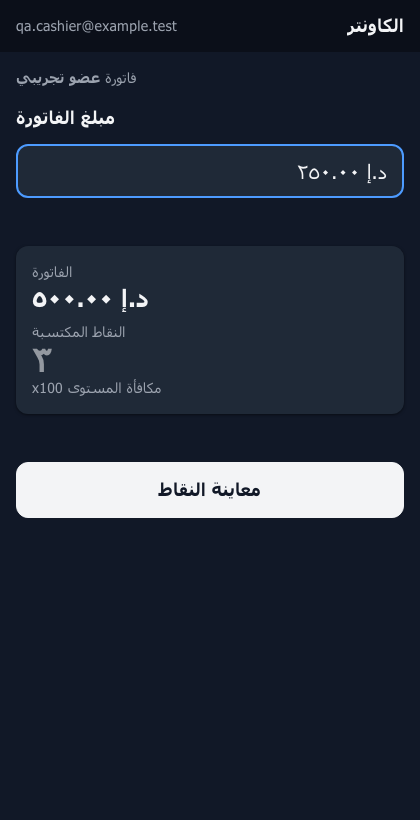 الكاونتر
qa.cashier@example.test
فاتورة عضو تجريبي
مبلغ الفاتورة
د.إ ٢٥٠.٠٠
الفاتورة
د.إ ٥٠٠.٠٠
النقاط المكتسبة
٣
مكافأة المستوى x100
معاينة النقاط